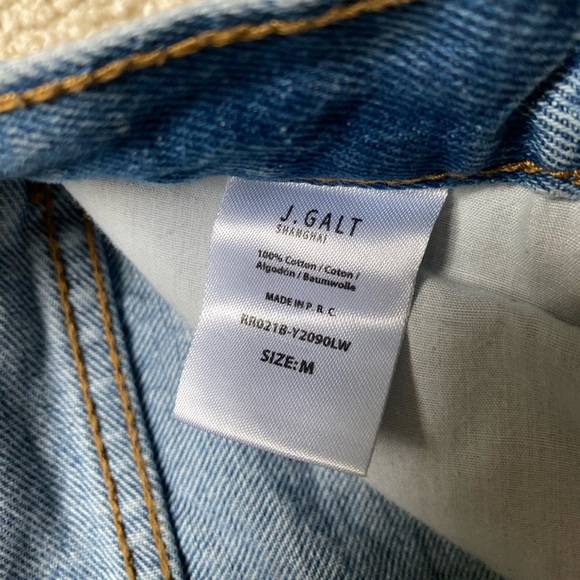 J.GALT
SHANGHAI
100% Cotton / Coton /
Algodón / Baumwolle
MADE IN P. R. C.
RR021B-Y2090LW
SIZE: M